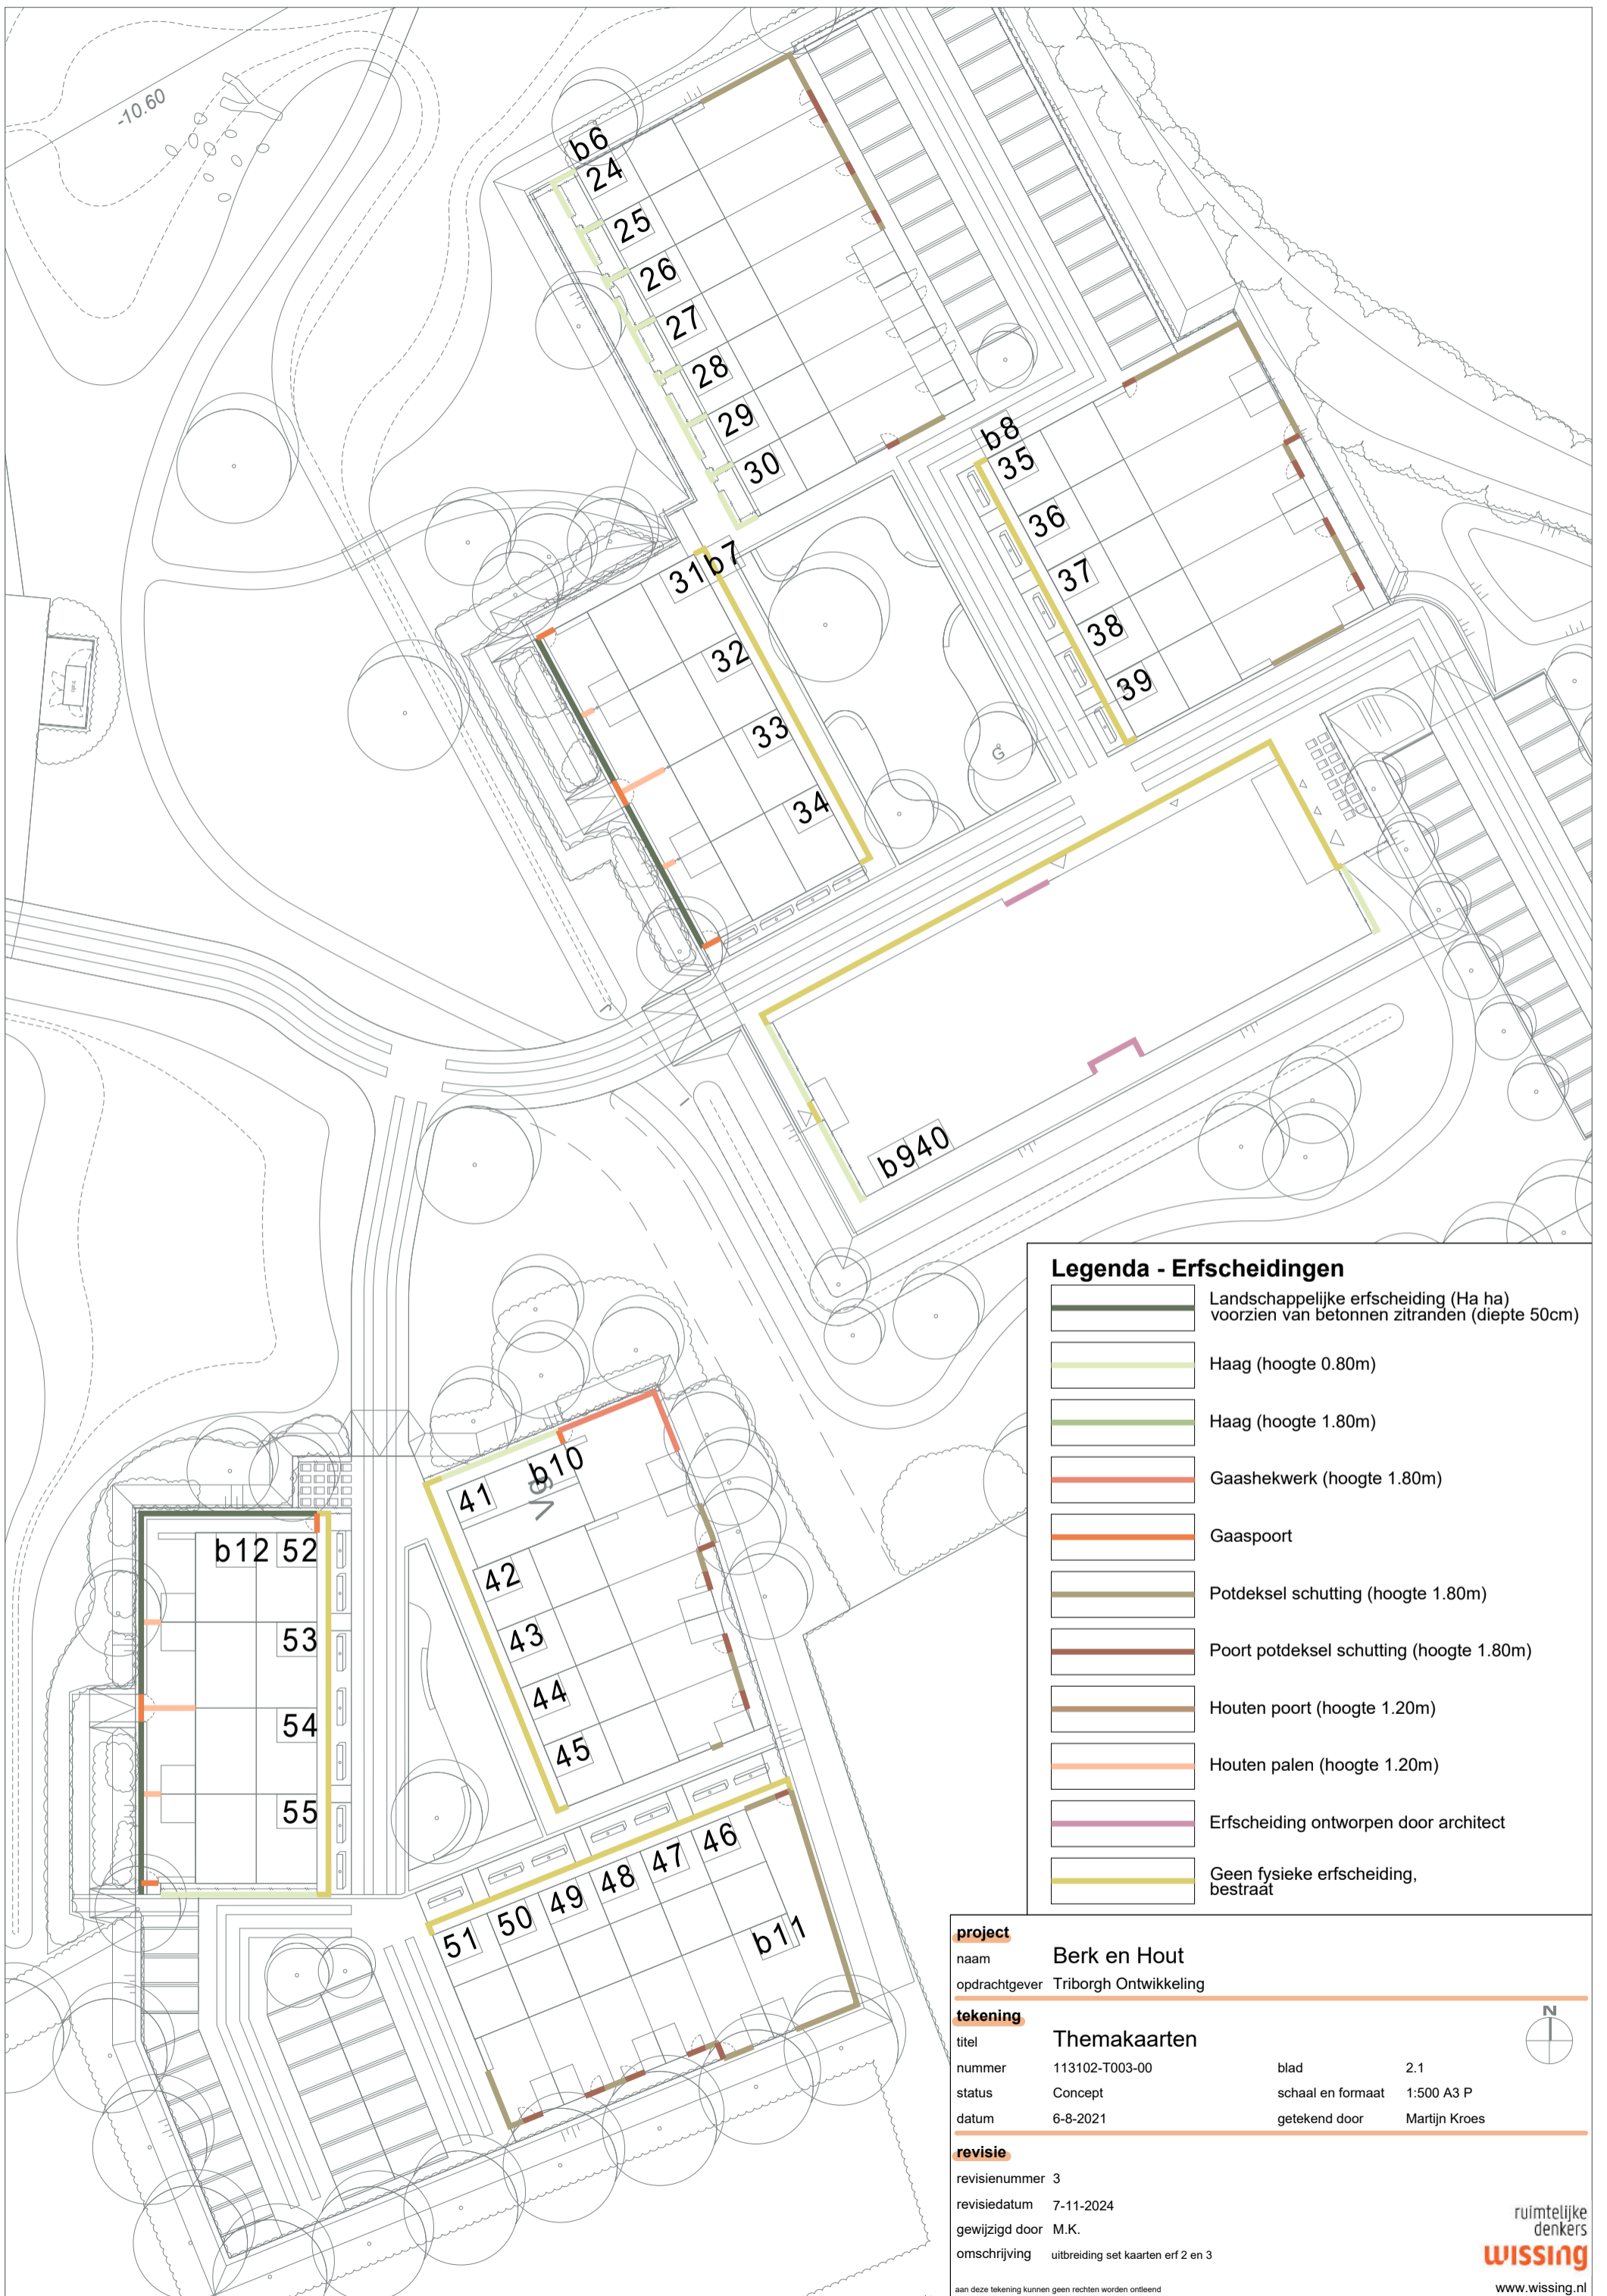 -10.60
b6
24
25
26
27
28
29
30
b8
35
36
37
38
39
31 b7
32
33
34
G
b9 40
b10
41
42
43
44
45
b12 52
53
54
55
46
47
48
49
50
51
b11
Legenda - Erfscheidingen
Landschappelijke erfscheiding (Ha ha)
voorzien van betonnen zitranden (diepte 50cm)
Haag (hoogte 0.80m)
Haag (hoogte 1.80m)
Gaashekwerk (hoogte 1.80m)
Gaaspoort
Potdeksel schutting (hoogte 1.80m)
Poort potdeksel schutting (hoogte 1.80m)
Houten poort (hoogte 1.20m)
Houten palen (hoogte 1.20m)
Erfscheiding ontworpen door architect
Geen fysieke erfscheiding,
bestraat
project
naam Berk en Hout
opdrachtgever Triborgh Ontwikkeling
tekening
titel Themakaarten
nummer 113102-T003-00 blad 2.1
status Concept schaal en formaat 1:500 A3 P
datum 6-8-2021 getekend door Martijn Kroes
N
revisie
revisienummer 3
revisiedatum 7-11-2024
gewijzigd door M.K.
omschrijving uitbreiding set kaarten erf 2 en 3
aan deze tekening kunnen geen rechten worden ontleend
ruimtelijke
denkers
wissing
www.wissing.nl